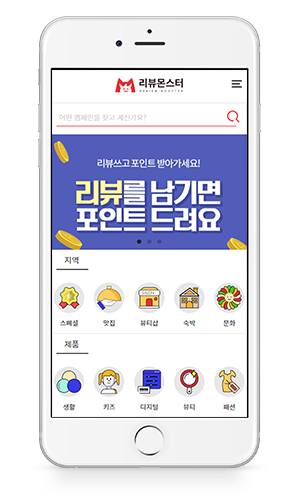 리뷰몬스터
REVIEW MONSTER
어떤 캠페인을 찾고 계신가요?
리뷰쓰고 포인트 받아가세요!
리뷰를 남기면
포인트 드려요
지역
SALON
스페셜 맛집 뷰티샵 숙박 문화
제품
생활 키즈 디지털 뷰티 패션